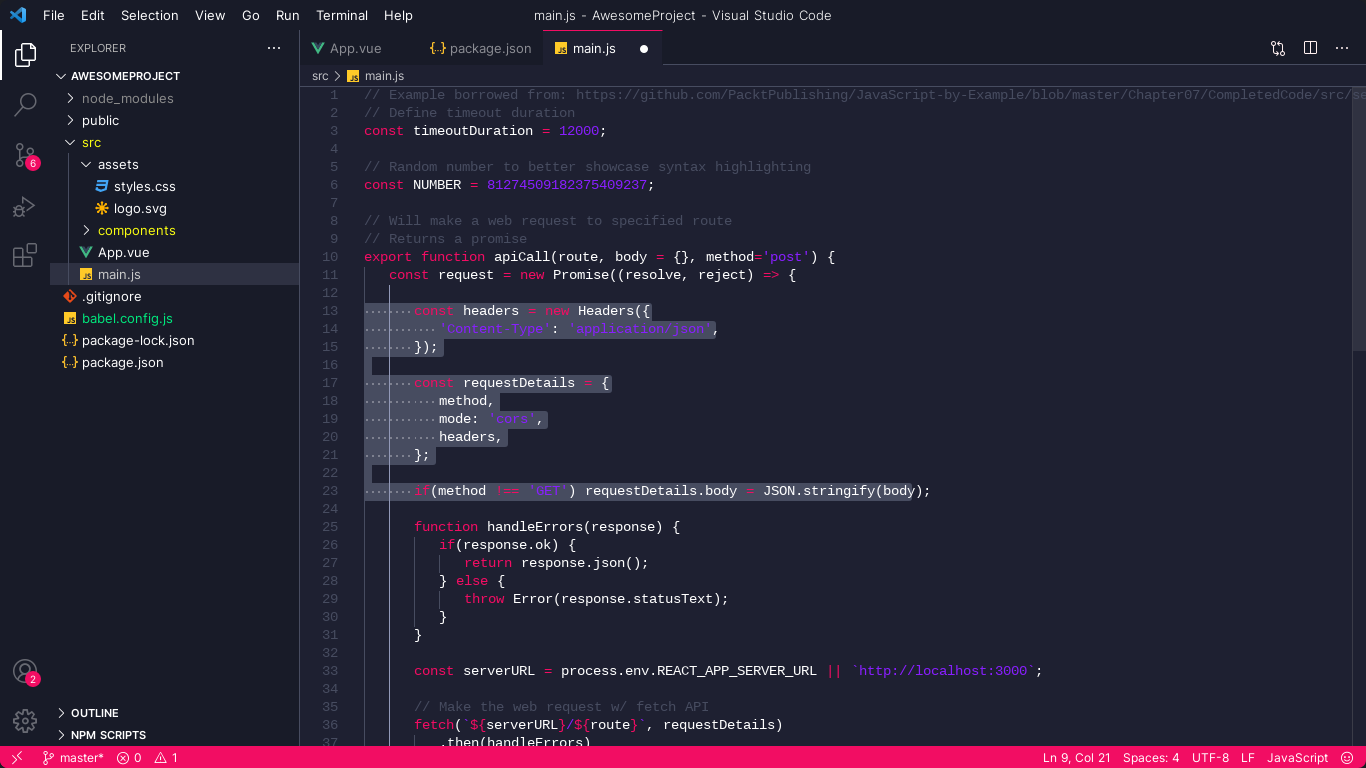 File Edit Selection View Go Run Terminal Help
main.js - AwesomeProject - Visual Studio Code
EXPLORER
AWESOMEPROJECT
node_modules
public
src
assets
styles.css
logo.svg
components
App.vue
main.js
.gitignore
babel.config.js
package-lock.json
package.json
OUTLINE
NPM SCRIPTS
6
2
App.vue
{..} package.json
JS main.js
src > JS main.js
1 // Example borrowed from: https://github.com/PacktPublishing/JavaScript-by-Example/blob/master/Chapter07/CompletedCode/src/se
2 // Define timeout duration
3 const timeoutDuration = 12000;
4
5 // Random number to better showcase syntax highlighting
6 const NUMBER = 81274509182375409237;
7
8 // Will make a web request to specified route
9 // Returns a promise
10 export function apiCall(route, body = {}, method='post') {
11 const request = new Promise((resolve, reject) => {
12
13 const headers = new Headers({
14 'Content-Type': 'application/json',
15 });
16
17 const requestDetails = {
18 method,
19 mode: 'cors',
20 headers,
21 };
22
23 if(method !== 'GET') requestDetails.body = JSON.stringify(body);
24
25 function handleErrors(response) {
26 if(response.ok) {
27 return response.json();
28 } else {
29 throw Error(response.statusText);
30 }
31 }
32
33 const serverURL = process.env.REACT_APP_SERVER_URL || `http://localhost:3000`;
34
35 // Make the web request w/ fetch API
36 fetch(`${serverURL}/${route}`, requestDetails)
37 .then(handleErrors)
master* 0 1
Ln 9, Col 21 Spaces: 4 UTF-8 LF JavaScript